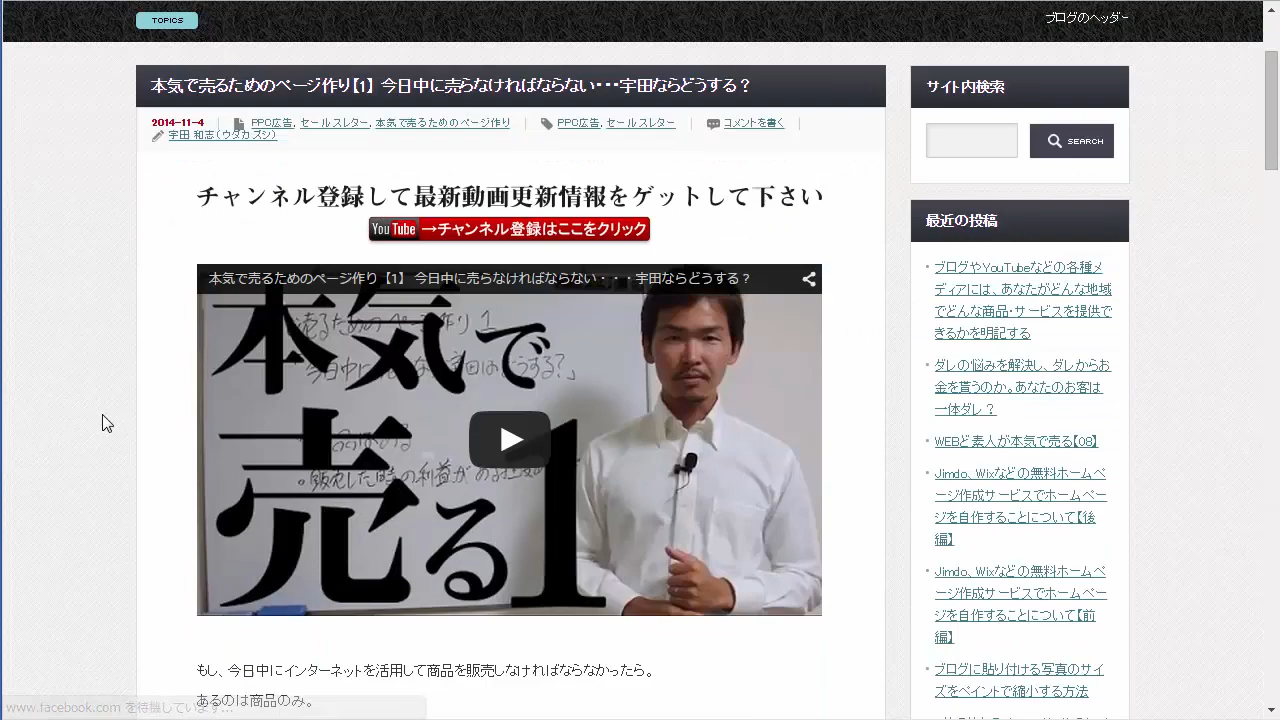 TOPICS
ブログのヘッダー
本気で売るためのページ作り【1】 今日中に売らなければならない・・・宇田ならどうする？
2014-11-4
PPC広告, セールスレター, 本気で売るためのページ作り
PPC広告, セールスレター
コメントを書く
宇田 和志(ウダカズシ)
チャンネル登録して最新動画更新情報をゲットして下さい
YouTube →チャンネル登録はここをクリック
本気で売るためのページ作り【1】 今日中に売らなければならない・・・宇田ならどうする？
本気で
売る1
もし、今日中にインターネットを活用して商品を販売しなければならなかったら。
あるのは商品のみ。
www.facebook.com を待機しています...
サイト内検索
SEARCH
最近の投稿
ブログやYouTubeなどの各種メ
ディアには、あなたがどんな地域
でどんな商品・サービスを提供で
きるかを明記する
ダレの悩みを解決し、ダレからお
金を貰うのか。あなたのお客は
一体ダレ？
WEBど素人が本気で売る【08】
Jimdo、Wixなどの無料ホームペ
ージ作成サービスでホームペー
ジを自作することについて【後
編】
Jimdo、Wixなどの無料ホームペ
ージ作成サービスでホームペー
ジを自作することについて【前
編】
ブログに貼り付ける写真のサイ
ズをペイントで縮小する方法